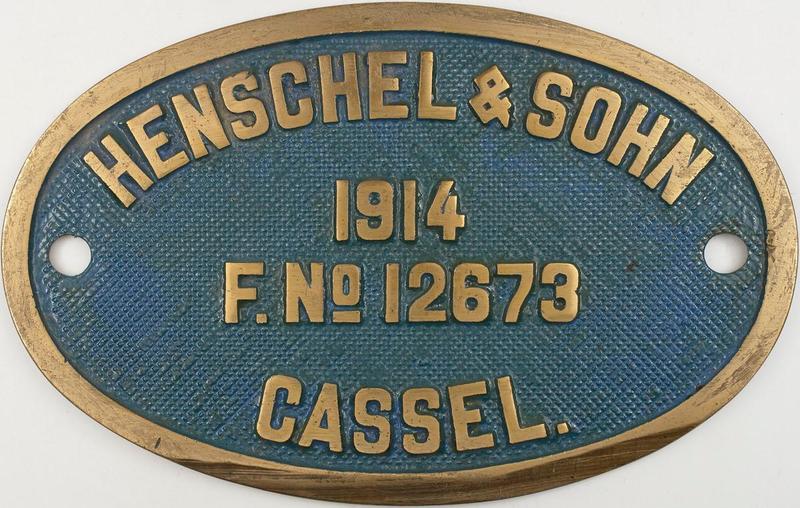 HENSCHEL & SOHN
1914
F. Nº 12673
CASSEL.